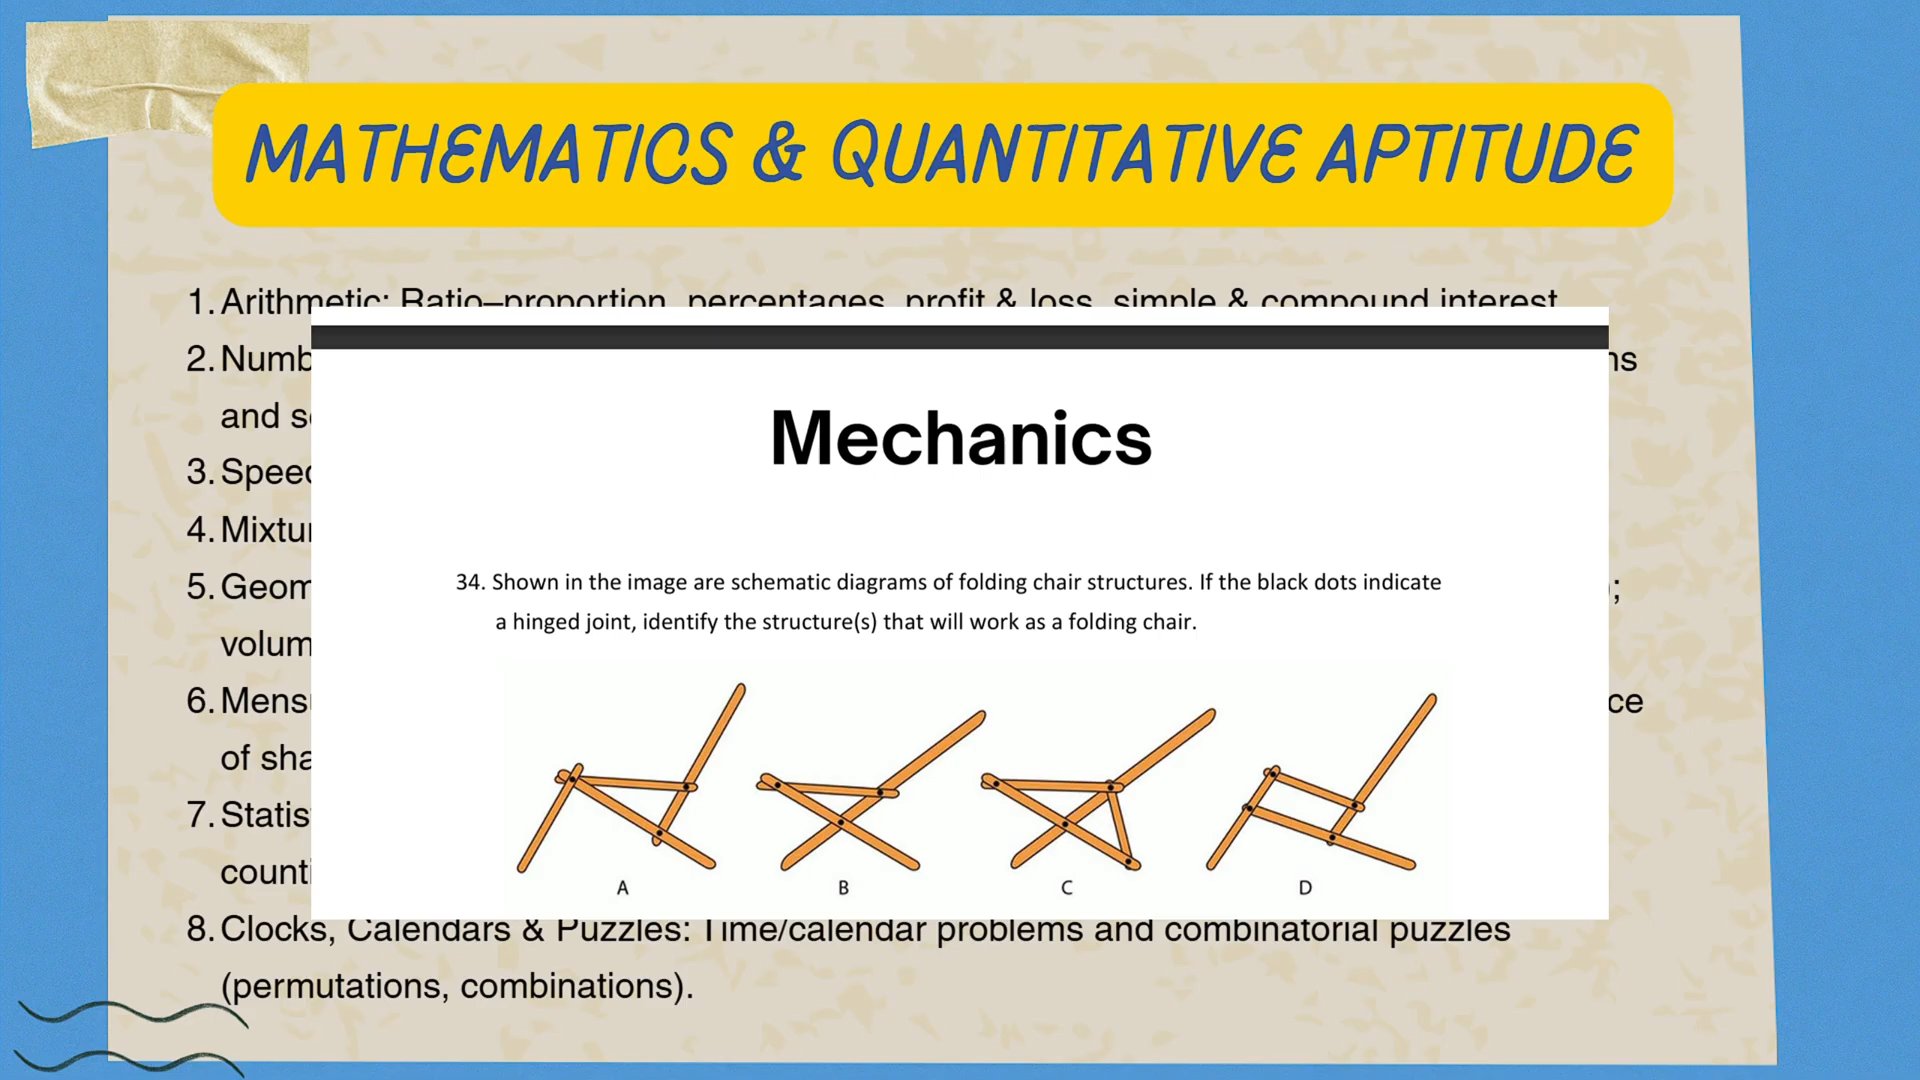 MATHEMATICS & QUANTITATIVE APTITUDE
1. Arithmetic: Ratio–proportion, percentages, profit & loss, simple & compound interest
2. Numb
and
3. Speed
4. Mixtu
5. Geom
volum
6. Mens
of sha
7. Statis
counti
8. Clocks, Calendars & Puzzles: Time/calendar problems and combinatorial puzzles
(permutations, combinations).
Mechanics
34. Shown in the image are schematic diagrams of folding chair structures. If the black dots indicate
a hinged joint, identify the structure(s) that will work as a folding chair.
A B C D